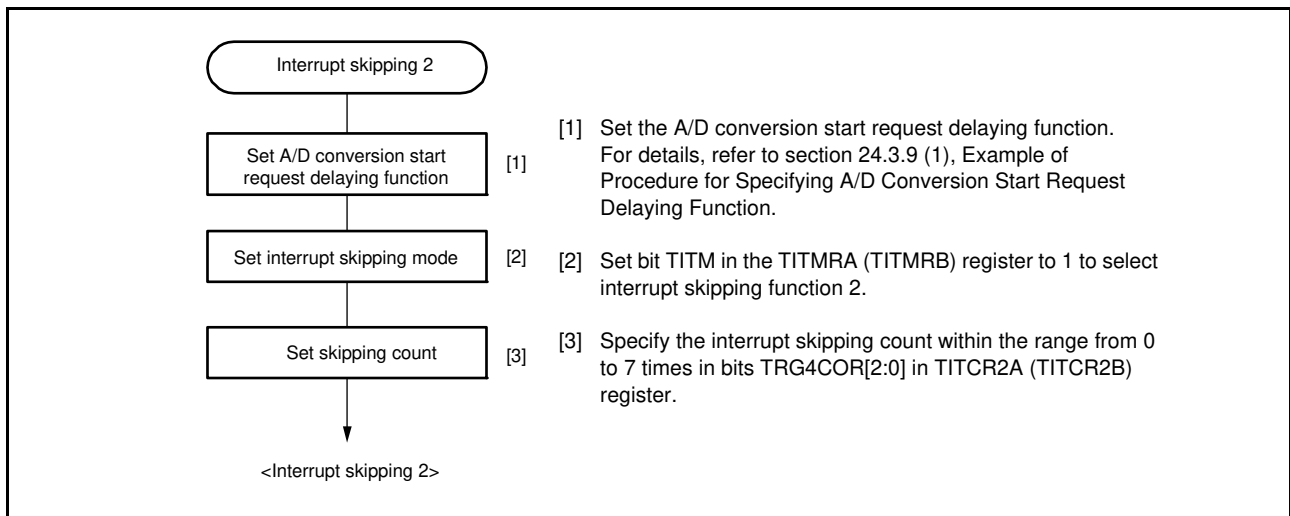 Interrupt skipping 2
Set A/D conversion start
request delaying function
[1]
[1] Set the A/D conversion start request delaying function.
For details, refer to section 24.3.9 (1), Example of
Procedure for Specifying A/D Conversion Start Request
Delaying Function.
Set interrupt skipping mode
[2]
[2] Set bit TITM in the TITMRA (TITMRB) register to 1 to select
interrupt skipping function 2.
Set skipping count
[3]
[3] Specify the interrupt skipping count within the range from 0
to 7 times in bits TRG4COR[2:0] in TITCR2A (TITCR2B)
register.
<Interrupt skipping 2>